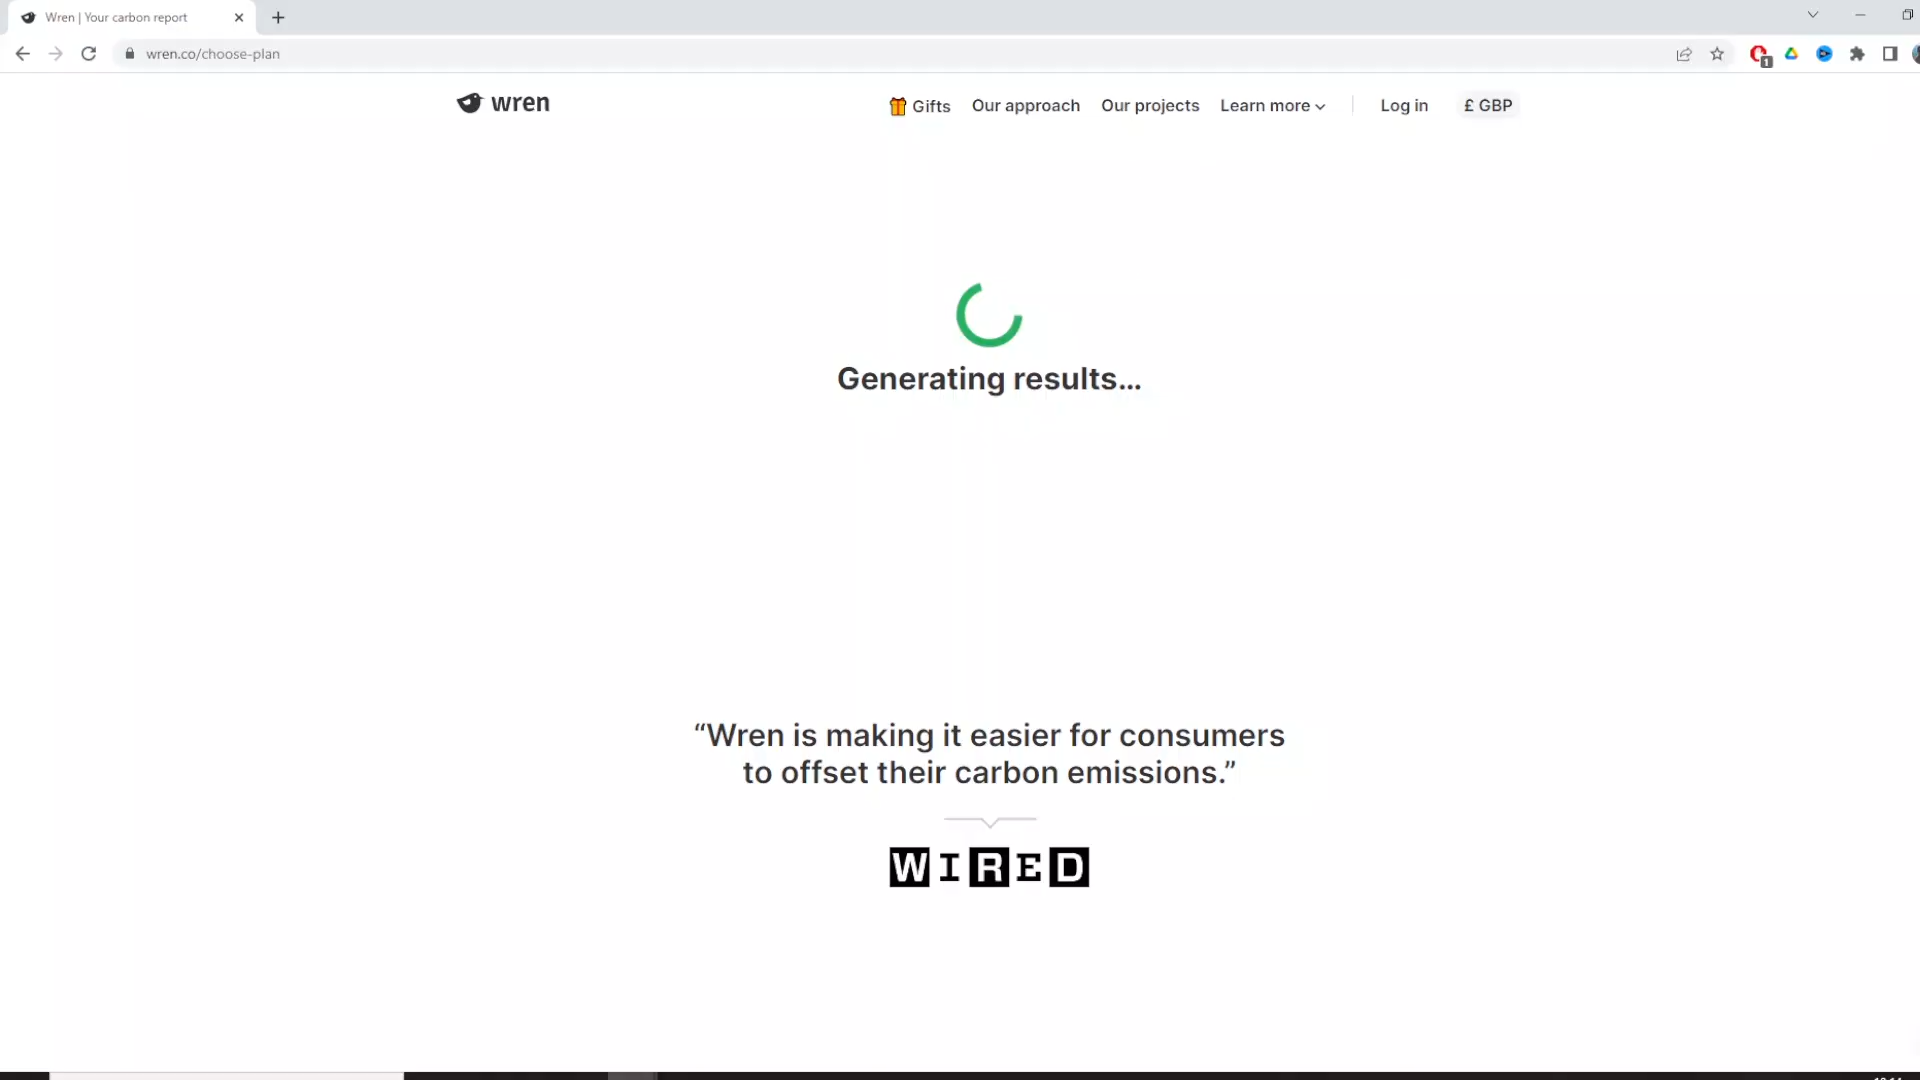 Wren | Your carbon report
wren.co/choose-plan
1
wren
Gifts Our approach Our projects Learn more Log in £ GBP
Generating results...
“Wren is making it easier for consumers
to offset their carbon emissions.”
WIRED